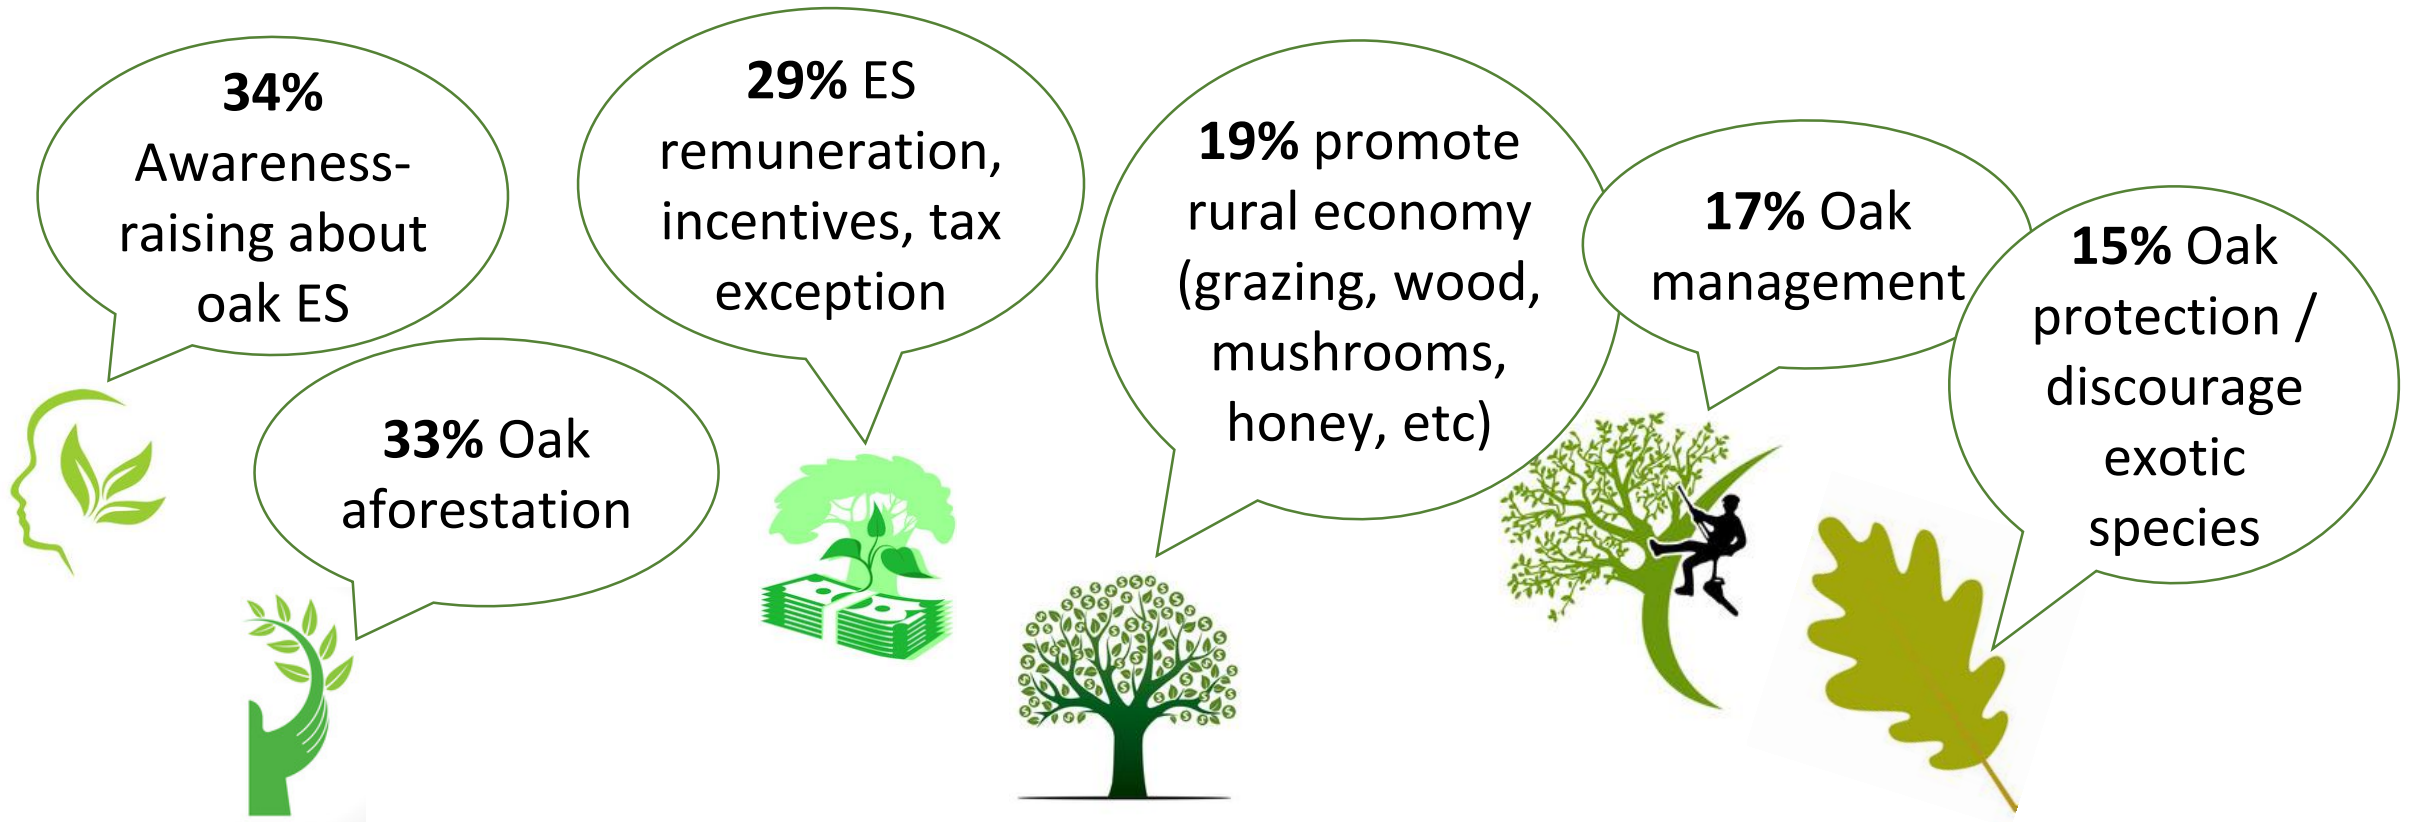 34%
Awareness-
raising about
oak ES
33% Oak
aforestation
29% ES
remuneration,
incentives, tax
exception
19% promote
rural economy
(grazing, wood,
mushrooms,
honey, etc)
17% Oak
management
15% Oak
protection /
discourage
exotic
species